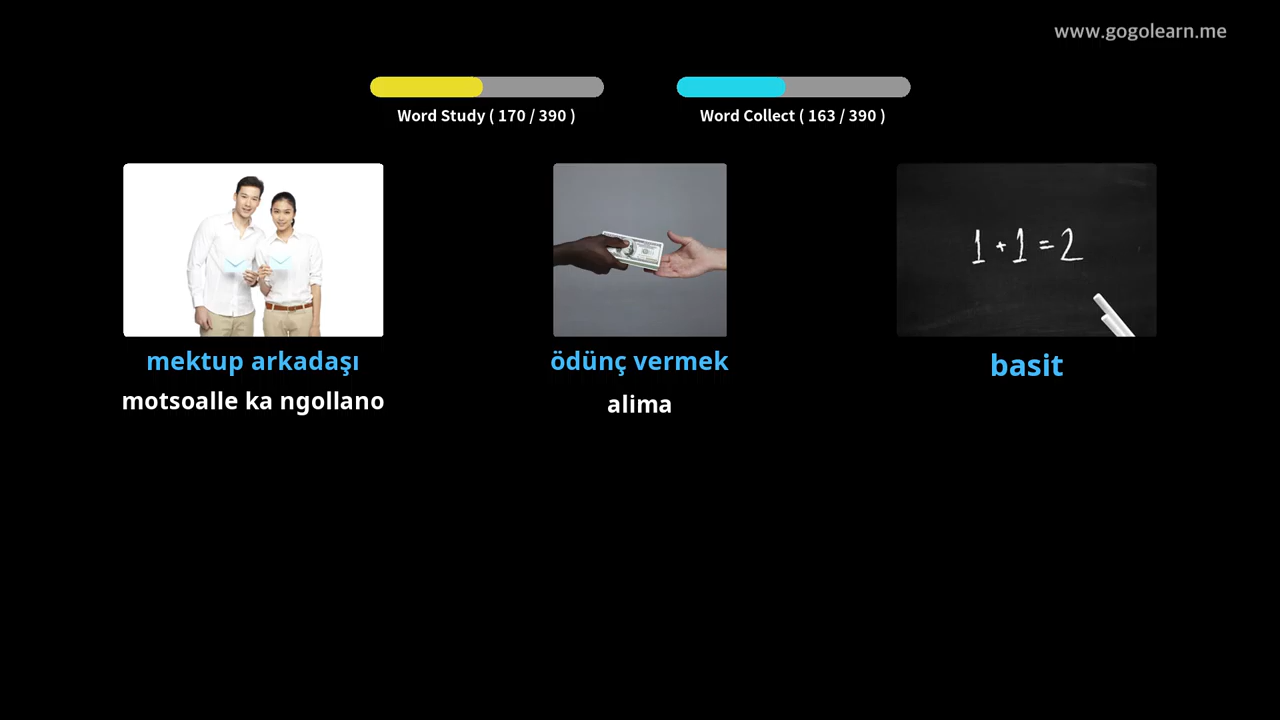 www.gogolearn.me
Word Study ( 170 / 390 )
Word Collect ( 163 / 390 )
1 + 1 = 2
mektup arkadaşı
motsoalle ka ngollano
ödünç vermek
alima
basit